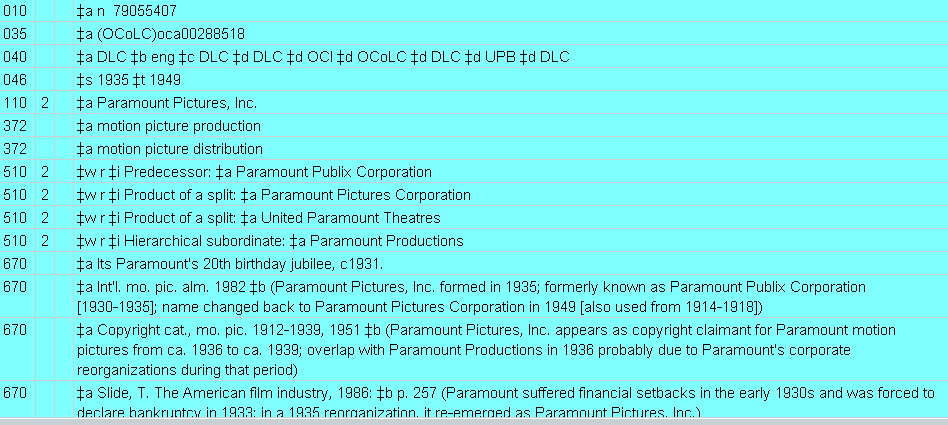 010 ‡a n  79055407
035 ‡a (OCoLC)oca00288518
040 ‡a DLC ‡b eng ‡c DLC ‡d DLC ‡d OCl ‡d OCoLC ‡d DLC ‡d UPB ‡d DLC
046 ‡s 1935 ‡t 1949
110 2 ‡a Paramount Pictures, Inc.
372 ‡a motion picture production
372 ‡a motion picture distribution
510 2 ‡w r ‡i Predecessor: ‡a Paramount Publix Corporation
510 2 ‡w r ‡i Product of a split: ‡a Paramount Pictures Corporation
510 2 ‡w r ‡i Product of a split: ‡a United Paramount Theatres
510 2 ‡w r ‡i Hierarchical subordinate: ‡a Paramount Productions
670 ‡a Its Paramount's 20th birthday jubilee, c1931.
670 ‡a Int'l. mo. pic. alm. 1982 ‡b (Paramount Pictures, Inc. formed in 1935; formerly known as Paramount Publix Corporation
[1930-1935]; name changed back to Paramount Pictures Corporation in 1949 [also used from 1914-1918])
670 ‡a Copyright cat., mo. pic. 1912-1939, 1951 ‡b (Paramount Pictures, Inc. appears as copyright claimant for Paramount motion
pictures from ca. 1936 to ca. 1939; overlap with Paramount Productions in 1936 probably due to Paramount's corporate
reorganizations during that period)
670 ‡a Slide, T. The American film industry, 1986: ‡b p. 257 (Paramount suffered financial setbacks in the early 1930s and was forced to
declare bankruptcy in 1933; in a 1935 reorganization, it re-emerged as Paramount Pictures, Inc.)